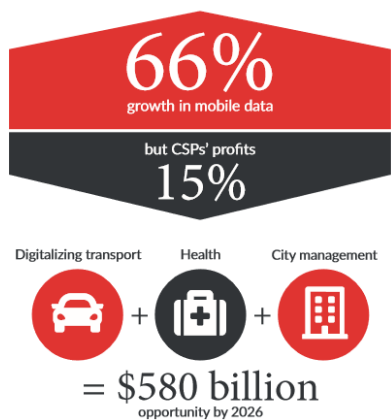 66%
growth in mobile data
but CSPs' profits
15%
Digitalizing transport Health City management
+ +
= $580 billion
opportunity by 2026